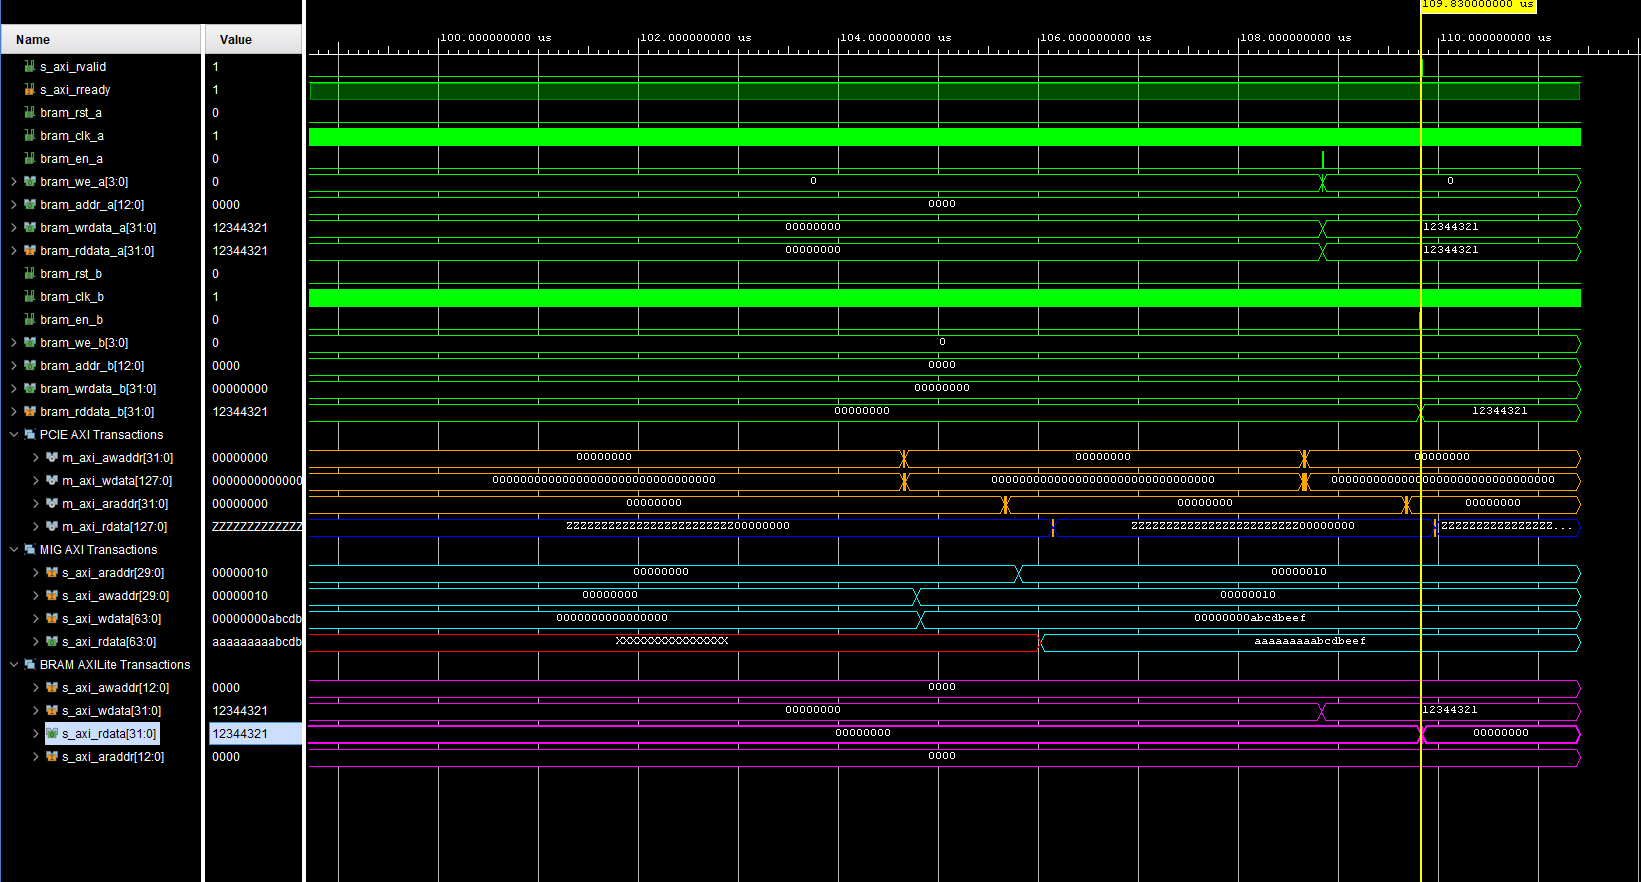 109.830000000 us
Name Value
100.000000000 us 102.000000000 us 104.000000000 us 106.000000000 us 108.000000000 us 110.000000000 us
s_axi_rvalid 1
s_axi_rready 1
bram_rst_a 0
bram_clk_a 1
bram_en_a 0
bram_we_a[3:0] 0 0 0
bram_addr_a[12:0] 0000 0000
bram_wrdata_a[31:0] 12344321 00000000 12344321
bram_rddata_a[31:0] 12344321 00000000 12344321
bram_rst_b 0
bram_clk_b 1
bram_en_b 0
bram_we_b[3:0] 0 0
bram_addr_b[12:0] 0000 0000
bram_wrdata_b[31:0] 00000000 00000000
bram_rddata_b[31:0] 12344321 00000000 12344321
PCIE AXI Transactions
m_axi_awaddr[31:0] 00000000 00000000 00000000 00000000
m_axi_wdata[127:0] 0000000000000 00000000000000000000000000000000 00000000000000000000000000000000 00000000000000000000000000000000
m_axi_araddr[31:0] 00000000 00000000 00000000 00000000
m_axi_rdata[127:0] ZZZZZZZZZZZZZ ZZZZZZZZZZZZZZZZZZZZZZZZ00000000 ZZZZZZZZZZZZZZZZZZZZZZZZ00000000 ZZZZZZZZZZZZZZZZ...
MIG AXI Transactions
s_axi_araddr[29:0] 00000010 00000000 00000010
s_axi_awaddr[29:0] 00000010 00000000 00000010
s_axi_wdata[63:0] 00000000abcdb 0000000000000000 00000000abcdbeef
s_axi_rdata[63:0] aaaaaaaaabcdb XXXXXXXXXXXXXXXX aaaaaaaaabcdbeef
BRAM AXILite Transactions
s_axi_awaddr[12:0] 0000 0000
s_axi_wdata[31:0] 12344321 00000000 12344321
s_axi_rdata[31:0] 12344321 00000000 00000000
s_axi_araddr[12:0] 0000 0000